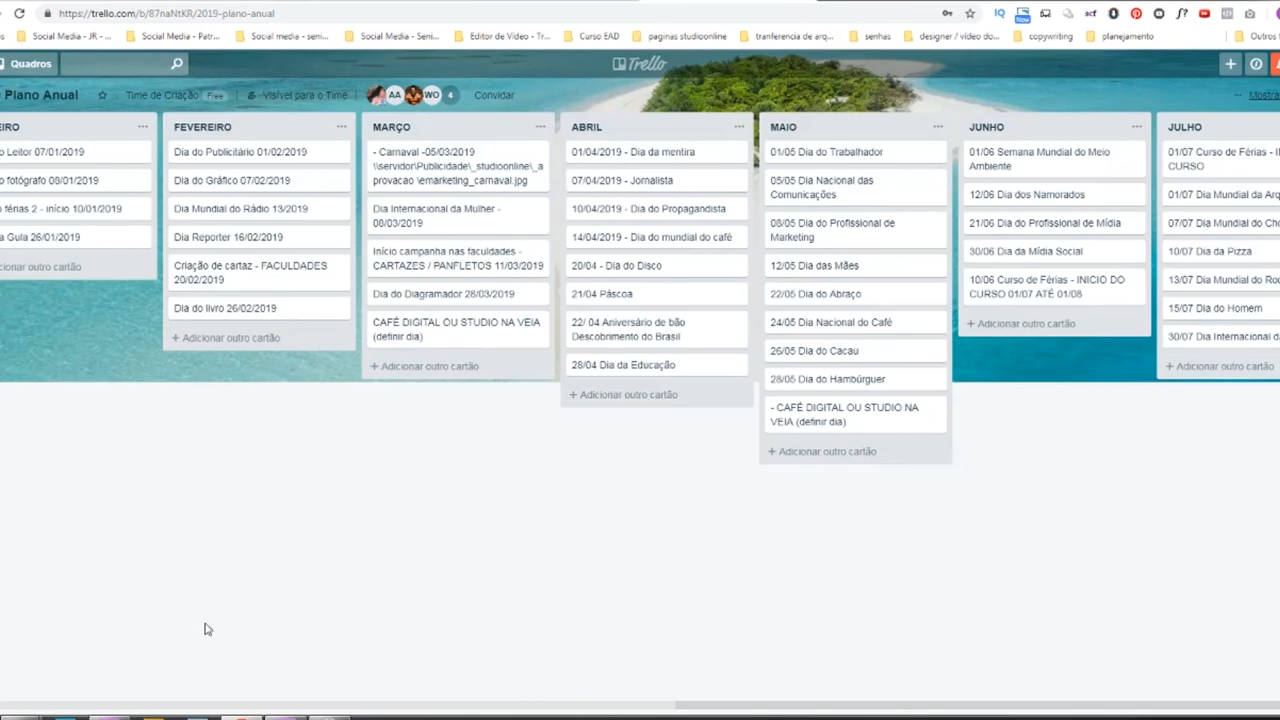 https://trello.com/b/87naNtKR/2019-plano-anual
Now
scf
f?
Social Media - JR - ...
Social Media - Patr...
Social media - seni...
Social Media - Seni...
Editor de Vídeo - Tr...
Curso EAD
paginas studioonline
tranferencia de arq...
senhas
designer / vídeo do...
copywriting
planejamento
Outros
Quadros
Trello
Plano Anual
Time de Criação
Free
Visível para o Time
AA
WO
4
Convidar
Mostra
EIRO
o Leitor 07/01/2019
o fotógrafo 08/01/2019
o férias 2 - início 10/01/2019
a Gula 26/01/2019
cionar outro cartão
FEVEREIRO
Dia do Publicitário 01/02/2019
Dia do Gráfico 07/02/2019
Dia Mundial do Rádio 13/2019
Dia Reporter 16/02/2019
Criação de cartaz - FACULDADES
20/02/2019
Dia do livro 26/02/2019
+ Adicionar outro cartão
MARÇO
- Carnaval -05/03/2019
\\servidor\Publicidade\_studioonline\_a
provacao \emarketing_carnaval.jpg
Dia Internacional da Mulher -
08/03/2019
Início campanha nas faculdades -
CARTAZES / PANFLETOS 11/03/2019
Dia do Diagramador 28/03/2019
CAFÉ DIGITAL OU STUDIO NA VEIA
(definir dia)
+ Adicionar outro cartão
ABRIL
01/04/2019 - Dia da mentira
07/04/2019 - Jornalista
10/04/2019 - Dia do Propagandista
14/04/2019 - Dia do mundial do café
20/04 - Dia do Disco
21/04 Páscoa
22/ 04 Aniversário de bão
Descobrimento do Brasil
28/04 Dia da Educação
+ Adicionar outro cartão
MAIO
01/05 Dia do Trabalhador
05/05 Dia Nacional das
Comunicações
08/05 Dia do Profissional de
Marketing
12/05 Dia das Mães
22/05 Dia do Abraço
24/05 Dia Nacional do Café
26/05 Dia do Cacau
28/05 Dia do Hambúrguer
- CAFÉ DIGITAL OU STUDIO NA
VEIA (definir dia)
+ Adicionar outro cartão
JUNHO
01/06 Semana Mundial do Meio
Ambiente
12/06 Dia dos Namorados
21/06 Dia do Profissional de Mídia
30/06 Dia da Mídia Social
10/06 Curso de Férias - INICIO DO
CURSO 01/07 ATÉ 01/08
+ Adicionar outro cartão
JULHO
01/07 Curso de Férias - I
CURSO
01/07 Dia Mundial da Arq
07/07 Dia Mundial do Cho
10/07 Dia da Pizza
13/07 Dia Mundial do Roc
15/07 Dia do Homem
30/07 Dia Internacional d
+ Adicionar outro cartão